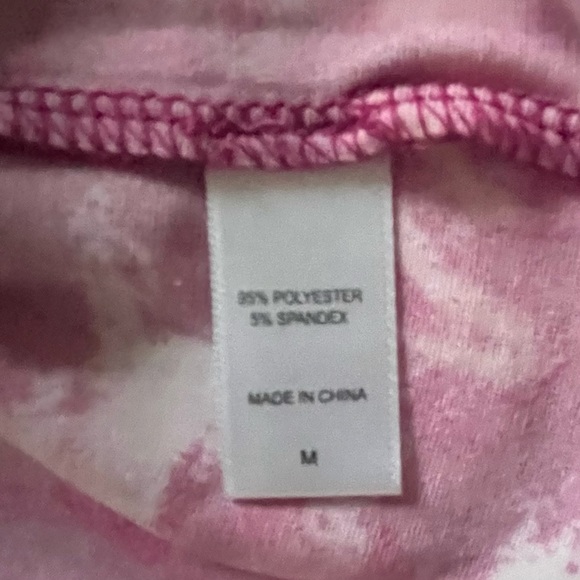 95% POLYESTER
5% SPANDEX
MADE IN CHINA
M